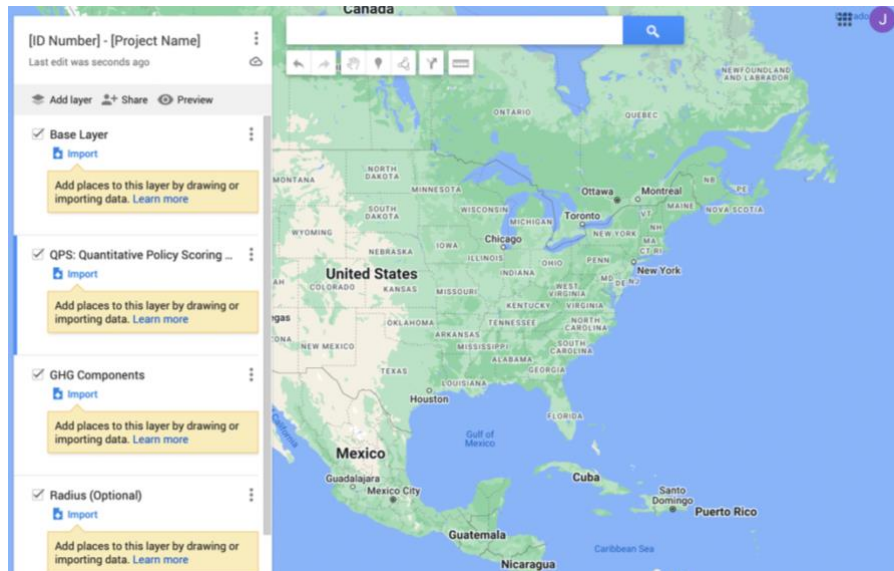 [ID Number] - [Project Name]
Last edit was seconds ago
Add layer Share Preview
Base Layer
Import
Add places to this layer by drawing or
importing data. Learn more
QPS: Quantitative Policy Scoring ...
Import
Add places to this layer by drawing or
importing data. Learn more
GHG Components
Import
Add places to this layer by drawing or
importing data. Learn more
Radius (Optional)
Import
Add places to this layer by drawing or
importing data. Learn more
Canada
J
NEWFOUNDLAND
AND LABRADOR
ONTARIO
QUEBEC
MONTANA
NORTH
DAKOTA
MINNESOTA
Ottawa
Montreal
NB
PE
SOUTH
DAKOTA
WISCONSIN
MICHIGAN
Toronto
VT
MAINE
NOVA SCOTIA
WYOMING
Chicago
NEW YORK
NH
MA
CT RI
NEBRASKA
IOWA
ILLINOIS
INDIANA
OHIO
PENN
New York
United States
MD
DE
NJ
COLORADO
KANSAS
MISSOURI
WEST
VIRGINIA
KENTUCKY
VIRGINIA
egas
OKLAHOMA
TENNESSEE
NORTH
CAROLINA
NEW MEXICO
ARKANSAS
MISSISSIPPI
SOUTH
CAROLINA
ALABAMA
TEXAS
GEORGIA
LOUISIANA
Houston
FLORIDA
Gulf of
Mexico
Mexico
Guadalajara
Mexico City
Cuba
Santo
Domingo
Puerto Rico
Guatemala
Caribbean Sea
Nicaragua